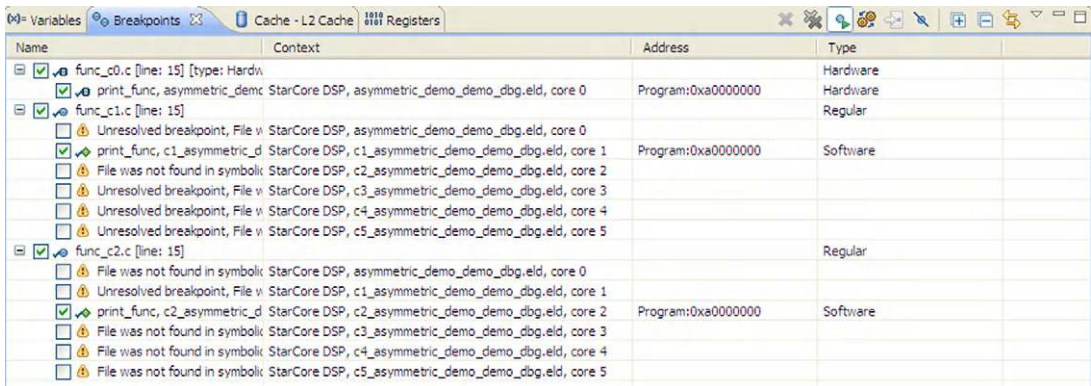 (x)= Variables Breakpoints Cache - L2 Cache 1010 0101 Registers
Name Context Address Type
func_c0.c [line: 15] [type: Hardw Hardware
print_func, asymmetric_demo StarCore DSP, asymmetric_demo_demo_dbg.eld, core 0 Program:0xa0000000 Hardware
func_c1.c [line: 15] Regular
Unresolved breakpoint, File w StarCore DSP, asymmetric_demo_demo_dbg.eld, core 0
print_func, c1_asymmetric_d StarCore DSP, c1_asymmetric_demo_demo_dbg.eld, core 1 Program:0xa0000000 Software
File was not found in symbolic StarCore DSP, c2_asymmetric_demo_demo_dbg.eld, core 2
Unresolved breakpoint, File w StarCore DSP, c3_asymmetric_demo_demo_dbg.eld, core 3
Unresolved breakpoint, File w StarCore DSP, c4_asymmetric_demo_demo_dbg.eld, core 4
Unresolved breakpoint, File w StarCore DSP, c5_asymmetric_demo_demo_dbg.eld, core 5
func_c2.c [line: 15] Regular
File was not found in symbolic StarCore DSP, asymmetric_demo_demo_dbg.eld, core 0
Unresolved breakpoint, File w StarCore DSP, c1_asymmetric_demo_demo_dbg.eld, core 1
print_func, c2_asymmetric_d StarCore DSP, c2_asymmetric_demo_demo_dbg.eld, core 2 Program:0xa0000000 Software
File was not found in symbolic StarCore DSP, c3_asymmetric_demo_demo_dbg.eld, core 3
File was not found in symbolic StarCore DSP, c4_asymmetric_demo_demo_dbg.eld, core 4
File was not found in symbolic StarCore DSP, c5_asymmetric_demo_demo_dbg.eld, core 5